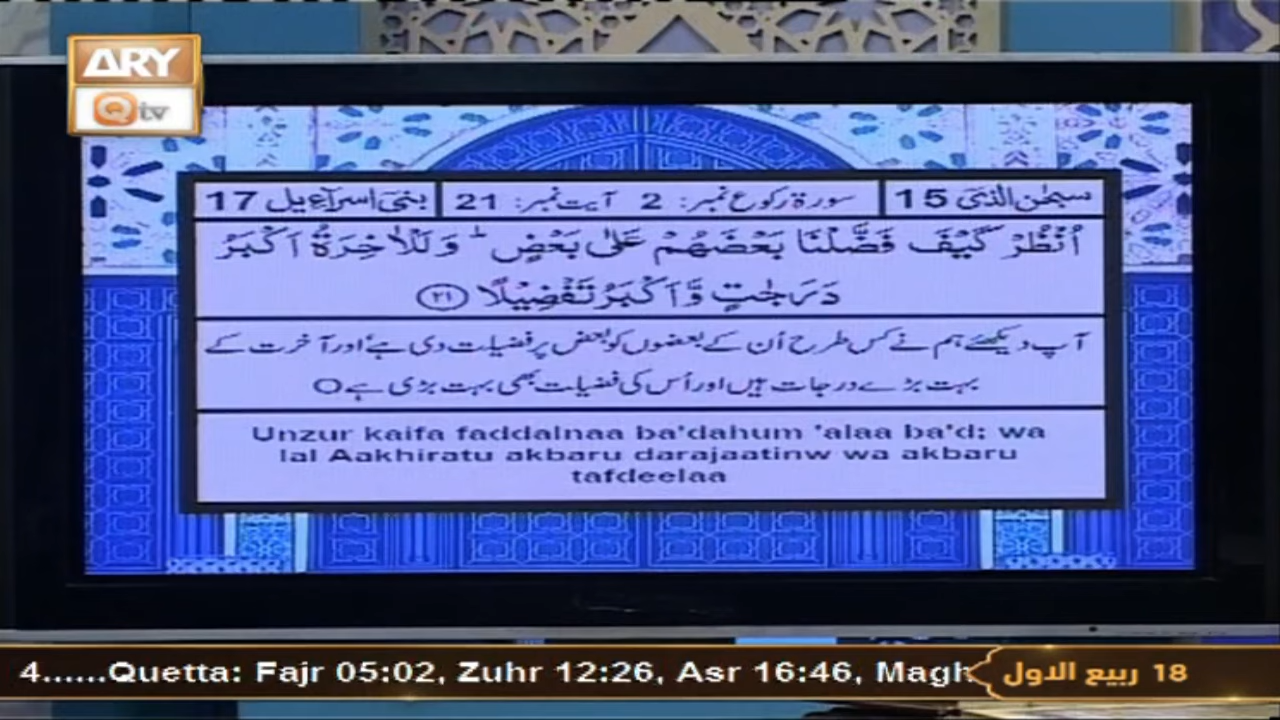 ARY
Qtv
سبحٰن الذی 15
سورۃ رکوع نمبر: 2 آیت نمبر: 21
بنی اسراءیل 17
اُنْظُرْ كَیْفَ فَضَّلْنَا بَعْضَهُمْ عَلٰى بَعْضٍ ؕ وَ لَلْاٰخِرَةُ اَكْبَرُ
دَرَجٰتٍ وَّ اَكْبَرُ تَفْضِیْلًا ﴿۲۱﴾
آپ دیکھئے ہم نے کس طرح اُن کے بعضوں کو بعض پر فضیلت دی ہے اور آخرت کے
بہت بڑے درجات ہیں اور اُس کی فضیلت بھی بہت بڑی ہے
Unzur kaifa faddalnaa ba'dahum 'alaa ba'd; wa
lal Aakhiratu akbaru darajaatinw wa akbaru
tafdeelaa
4......Quetta: Fajr 05:02, Zuhr 12:26, Asr 16:46, Magh
18 ربیع الاول